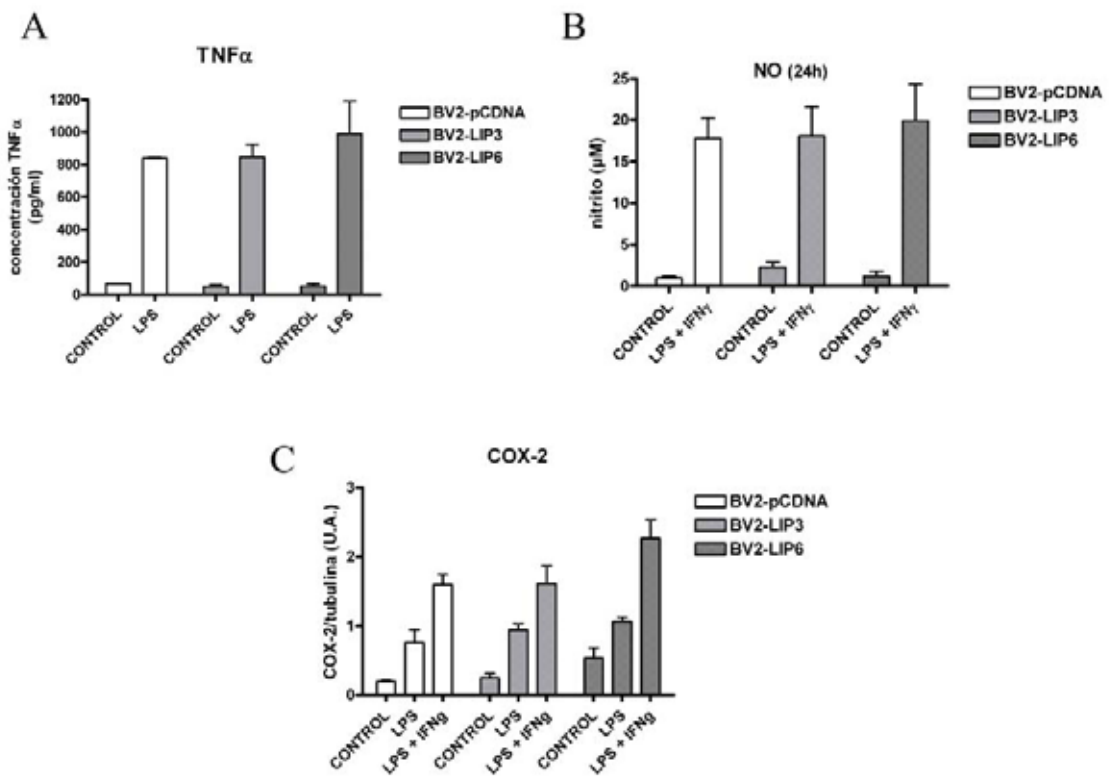 A
TNFα
concentración TNFα
(pg/ml)
1200
1000
800
600
400
200
0
CONTROL
LPS
CONTROL
LPS
CONTROL
LPS
BV2-pCDNA
BV2-LIP3
BV2-LIP6
B
NO (24h)
nitrito (µM)
25
20
15
10
5
0
CONTROL
LPS + IFNγ
CONTROL
LPS + IFNγ
CONTROL
LPS + IFNγ
BV2-pCDNA
BV2-LIP3
BV2-LIP6
C
COX-2
COX-2/tubulina (U.A.)
3
2
1
0
CONTROL
LPS
LPS + IFNg
CONTROL
LPS
LPS + IFNg
CONTROL
LPS
LPS + IFNg
BV2-pCDNA
BV2-LIP3
BV2-LIP6